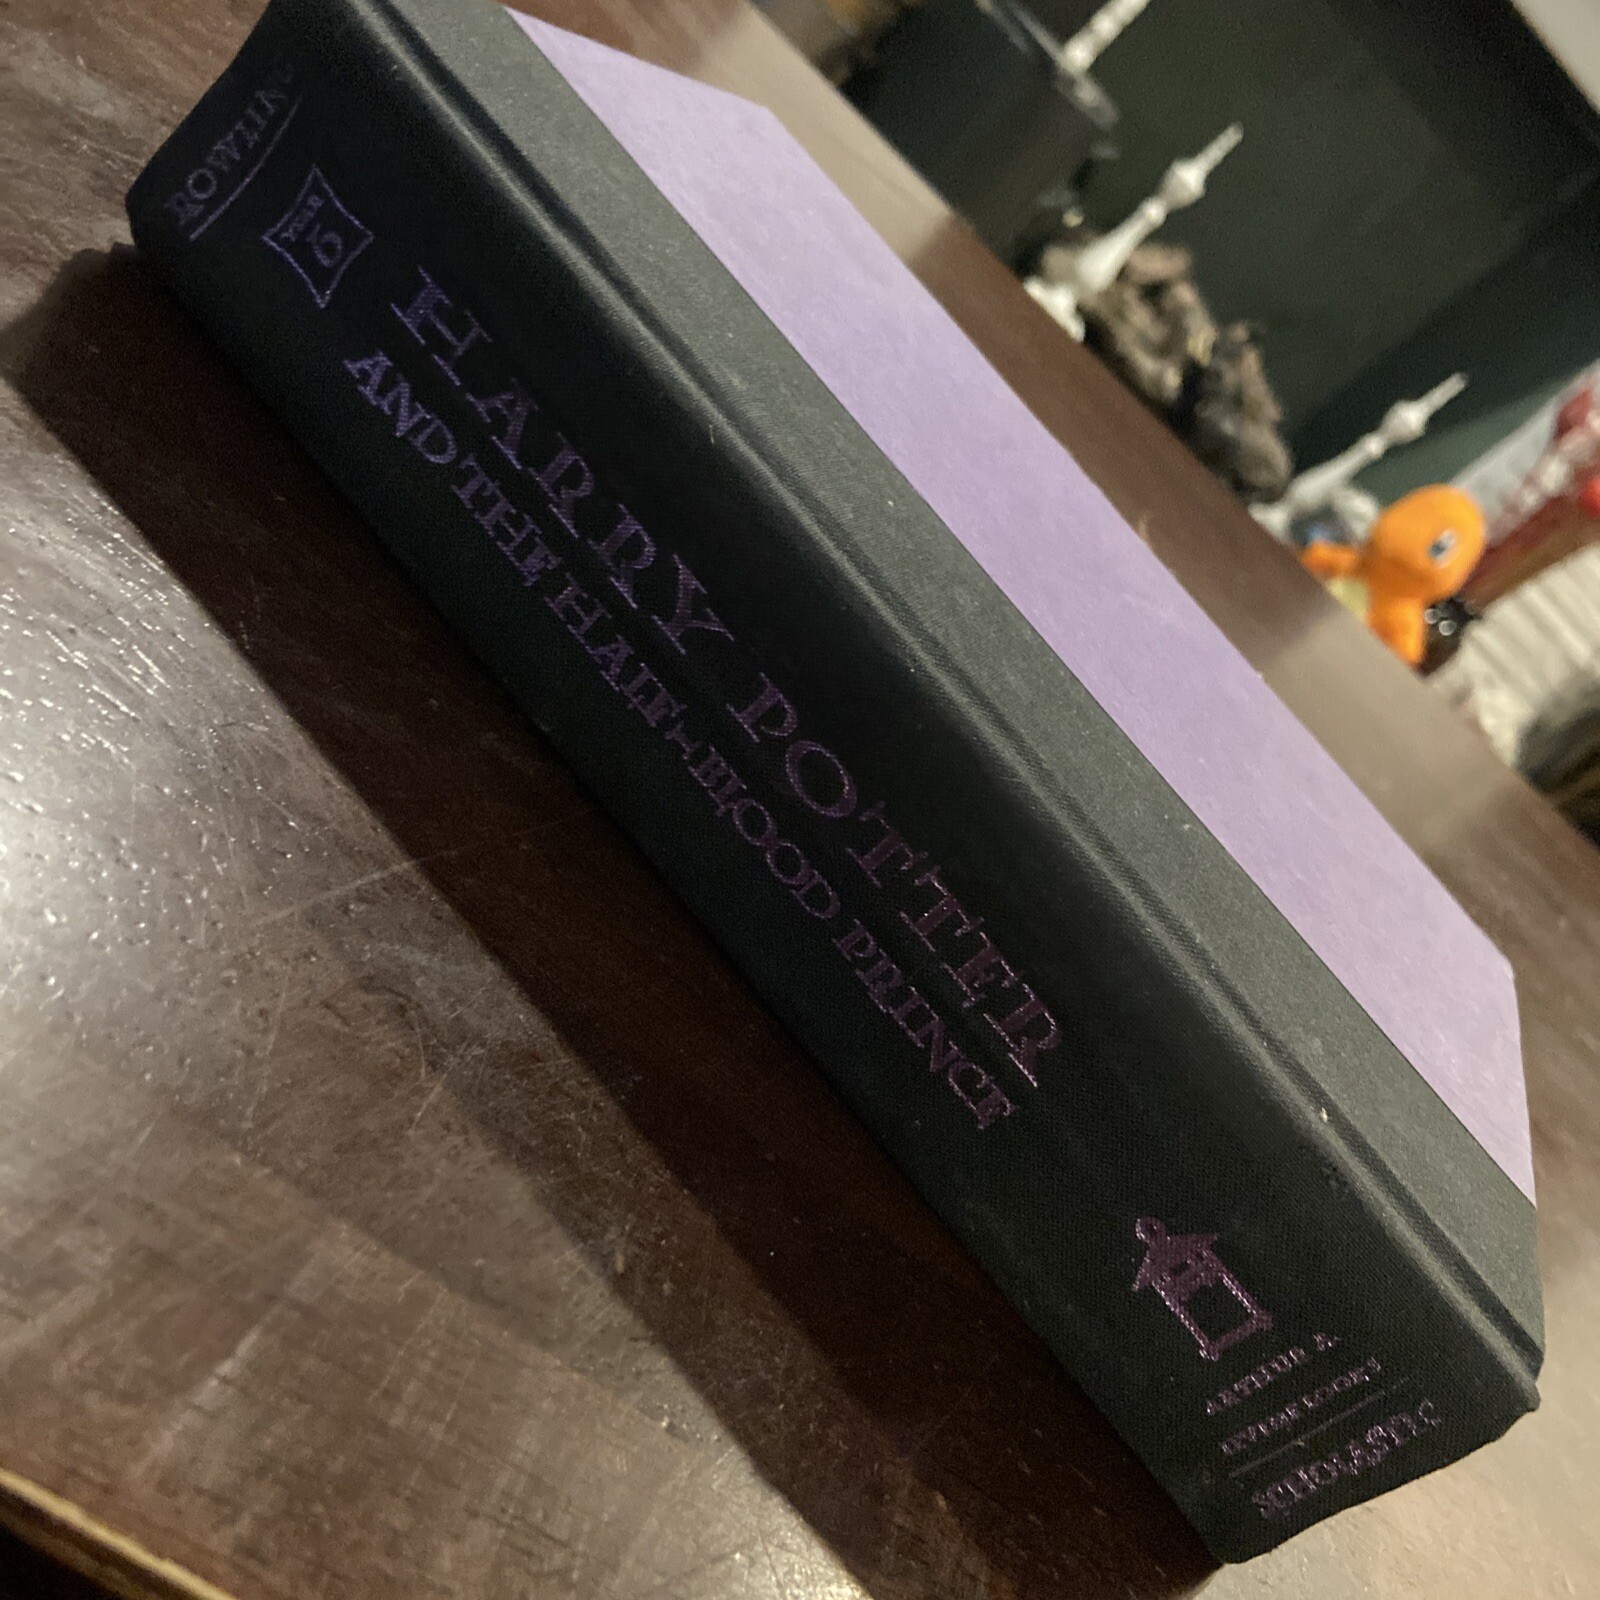 ROWLING
YEAR
6
HARRY POTTER
AND THE HALF-BLOOD PRINCE
ARTHUR A.
LEVINE BOOKS
SCHOLASTIC